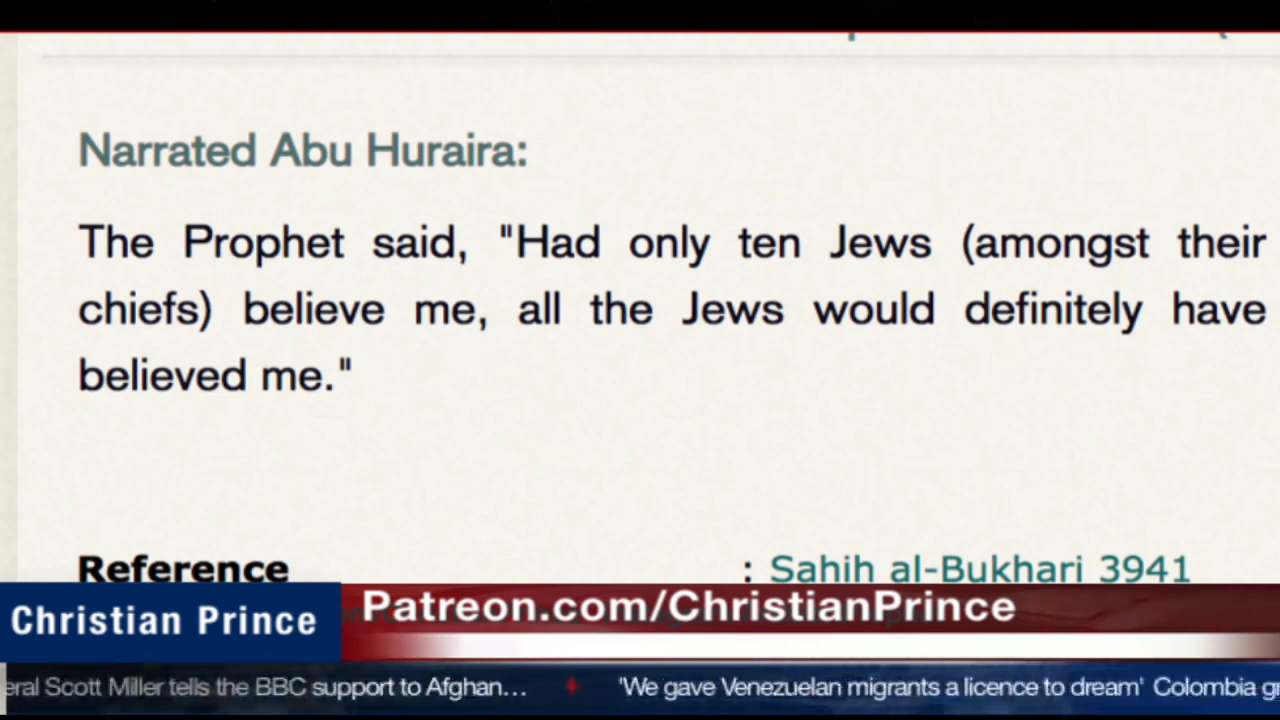 Narrated Abu Huraira:
The Prophet said, "Had only ten Jews (amongst their
chiefs) believe me, all the Jews would definitely have
believed me."
Reference : Sahih al-Bukhari 3941
Christian Prince
Patreon.com/ChristianPrince
eral Scott Miller tells the BBC support to Afghan... 'We gave Venezuelan migrants a licence to dream' Colombia gr